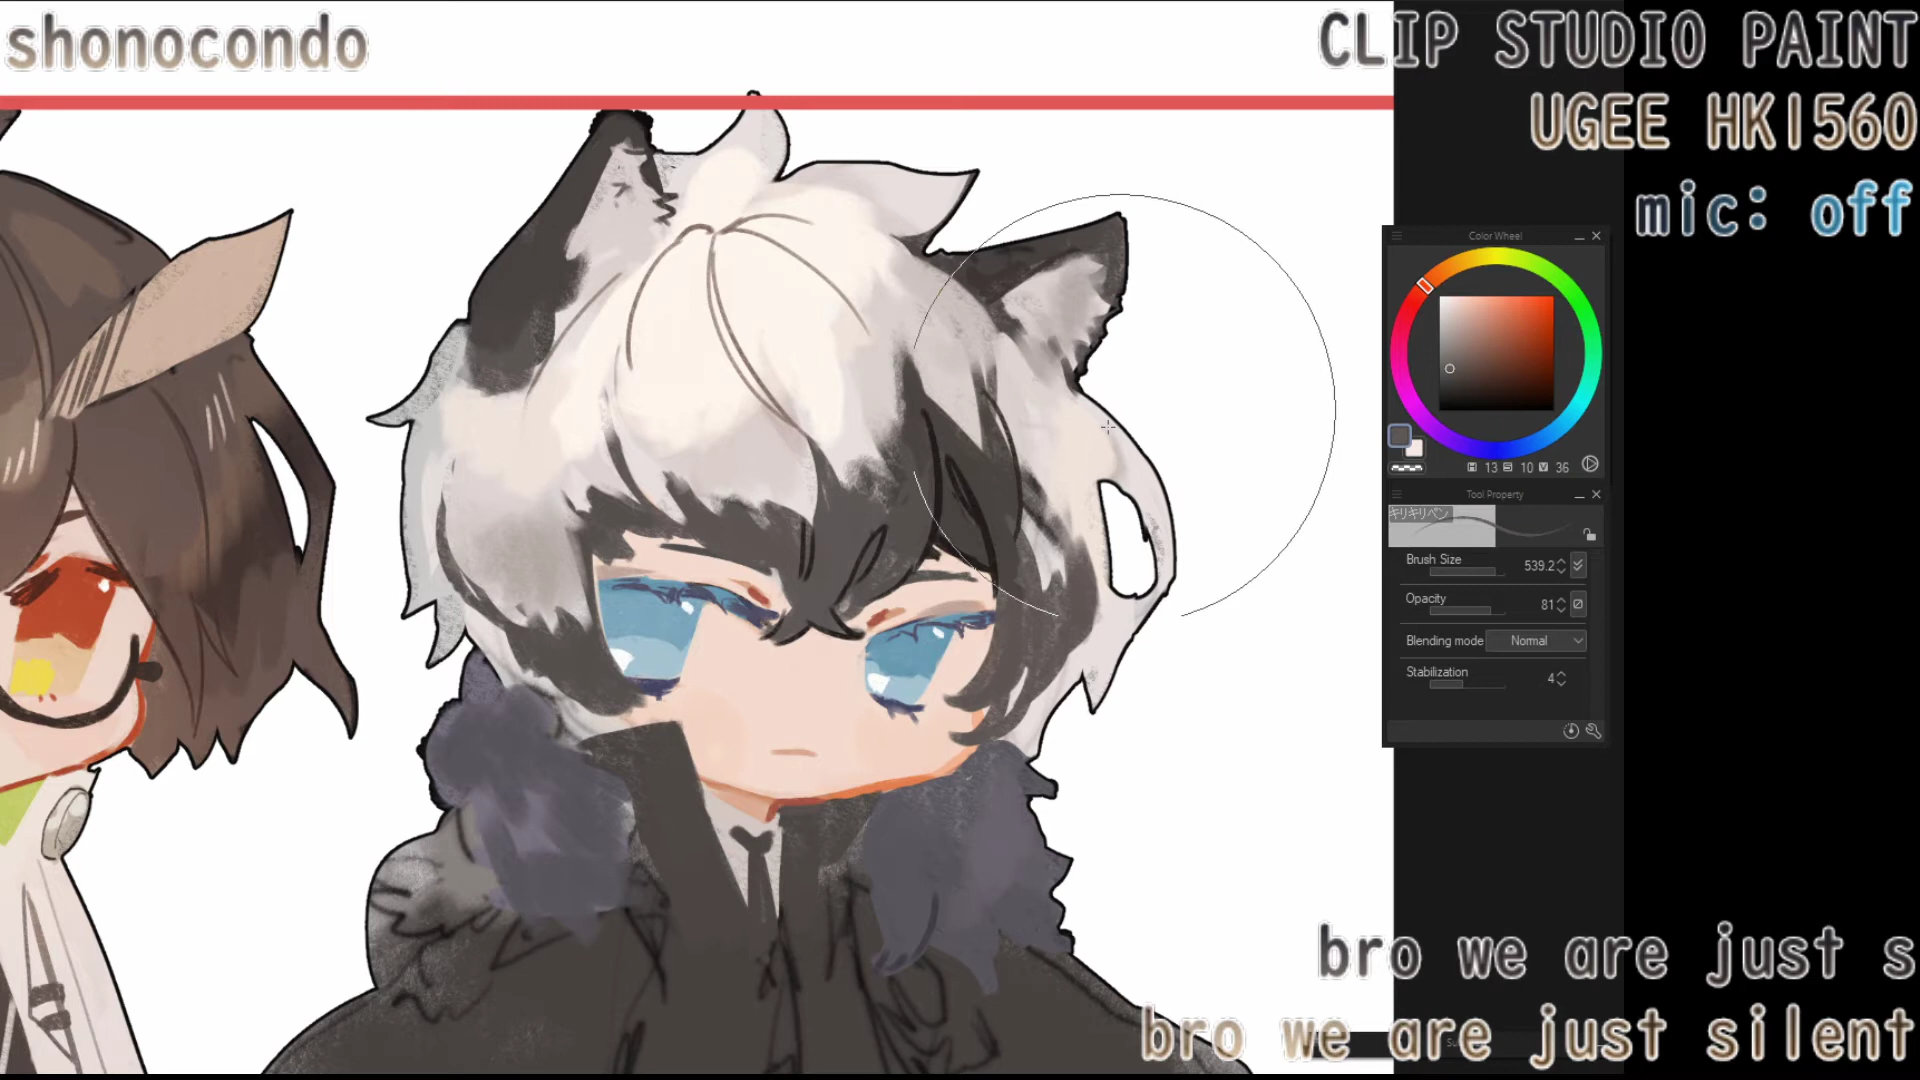 shonocondo
CLIP STUDIO PAINT
UGEE HK1560
mic: off
Color Wheel
13 10 36
Tool Property
キリキリペン
Brush Size 539.2
Opacity 81
Blending mode Normal
Stabilization 4
bro we are just s
bro we are just silent